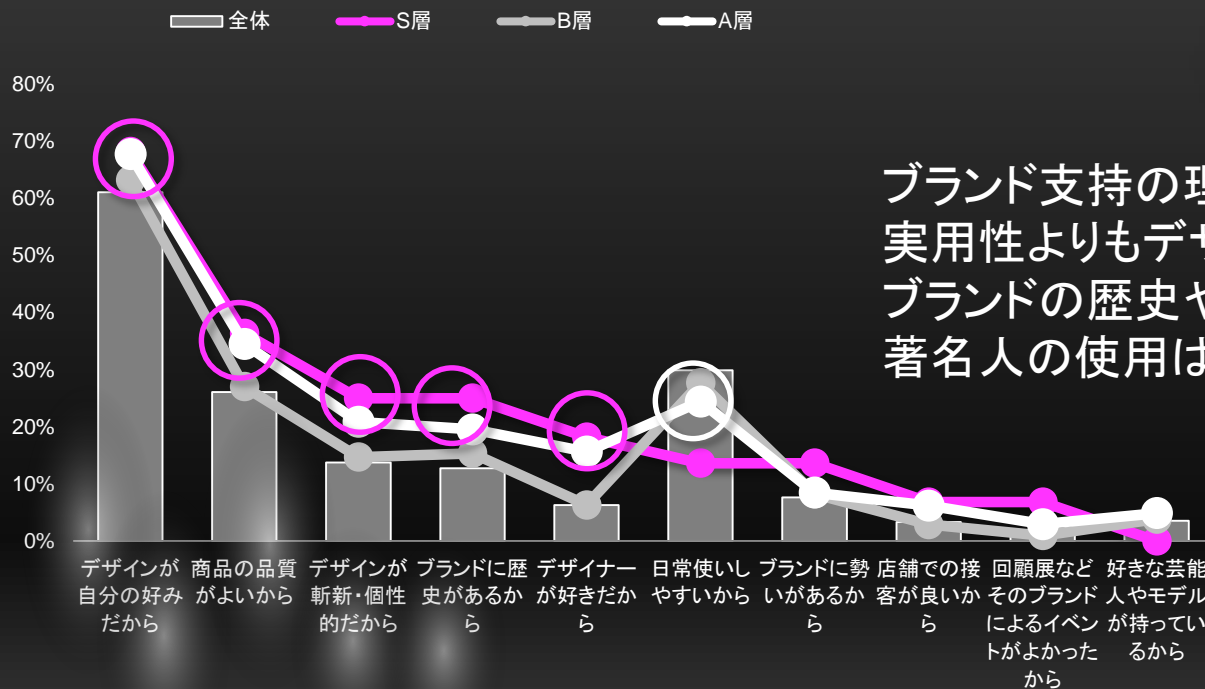 全体 S層 B層 A層
80%
70%
60%
50%
40%
30%
20%
10%
0%
ブランド支持の
実用性よりもデ
ブランドの歴史
著名人の使用は
デザインが
自分の好み
だから
商品の品質
がよいから
デザインが
斬新・個性
的だから
ブランドに歴
史があるか
ら
デザイナー
が好きだか
ら
日常使いし
やすいから
ブランドに勢
いがあるか
ら
店舗での接
客が良いか
ら
回顧展など
そのブランド
によるイベン
トがよかった
から
好きな芸能
人やモデル
が持ってい
るから